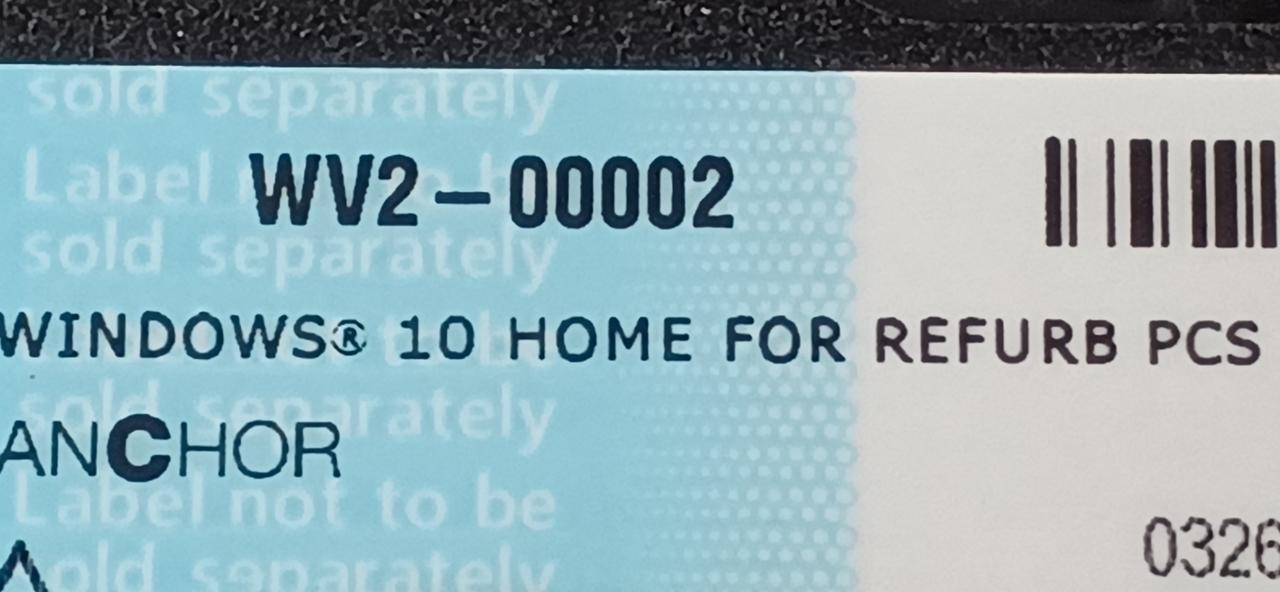 sold separately
Label
WV2-00002
sold separately
WINDOWS® 10 HOME FOR REFURB PCS
sold separately
ANCHOR
Label not to be
0326
sold separately